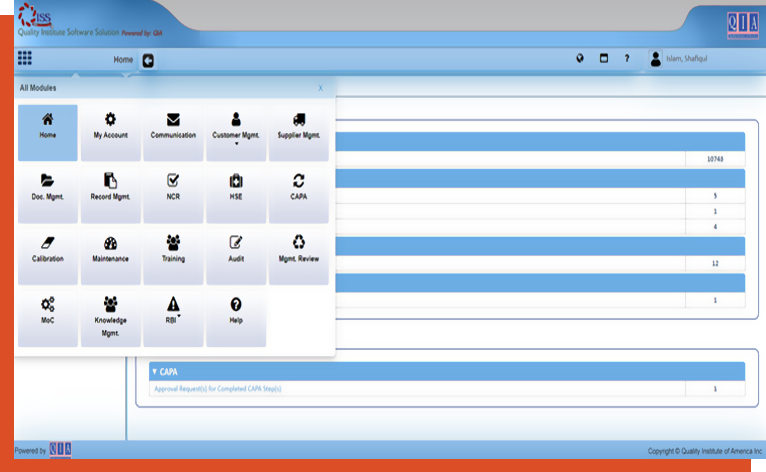 QISS
Quality Institute Software Solution Powered by: QIA
QIA
Home
?
Islam, Shafiqul
All Modules
X
Home
My Account
Communication
Customer Mgmt.
Supplier Mgmt.
Doc. Mgmt.
Record Mgmt.
NCR
HSE
CAPA
Calibration
Maintenance
Training
Audit
Mgmt. Review
MoC
Knowledge Mgmt.
RBI
Help
10748
5
1
4
12
1
CAPA
Approval Request(s) for Completed CAPA Step(s)
1
Powered by QIA
Copyright © Quality Institute of America Inc